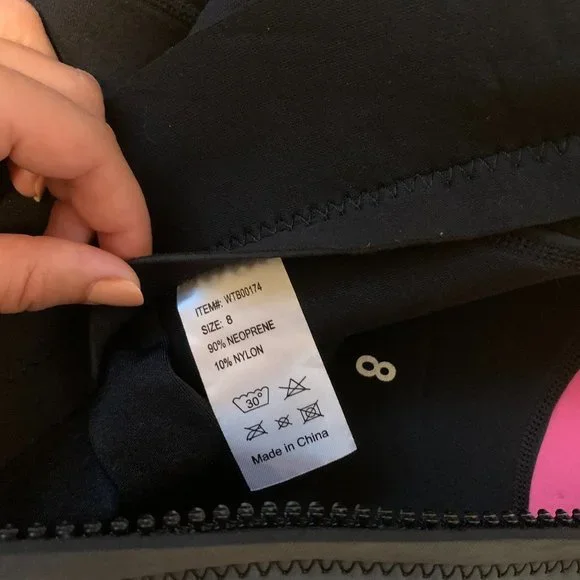 ITEM#: WTB00174
SIZE: 8
90% NEOPRENE
10% NYLON
30°
Made in China
8